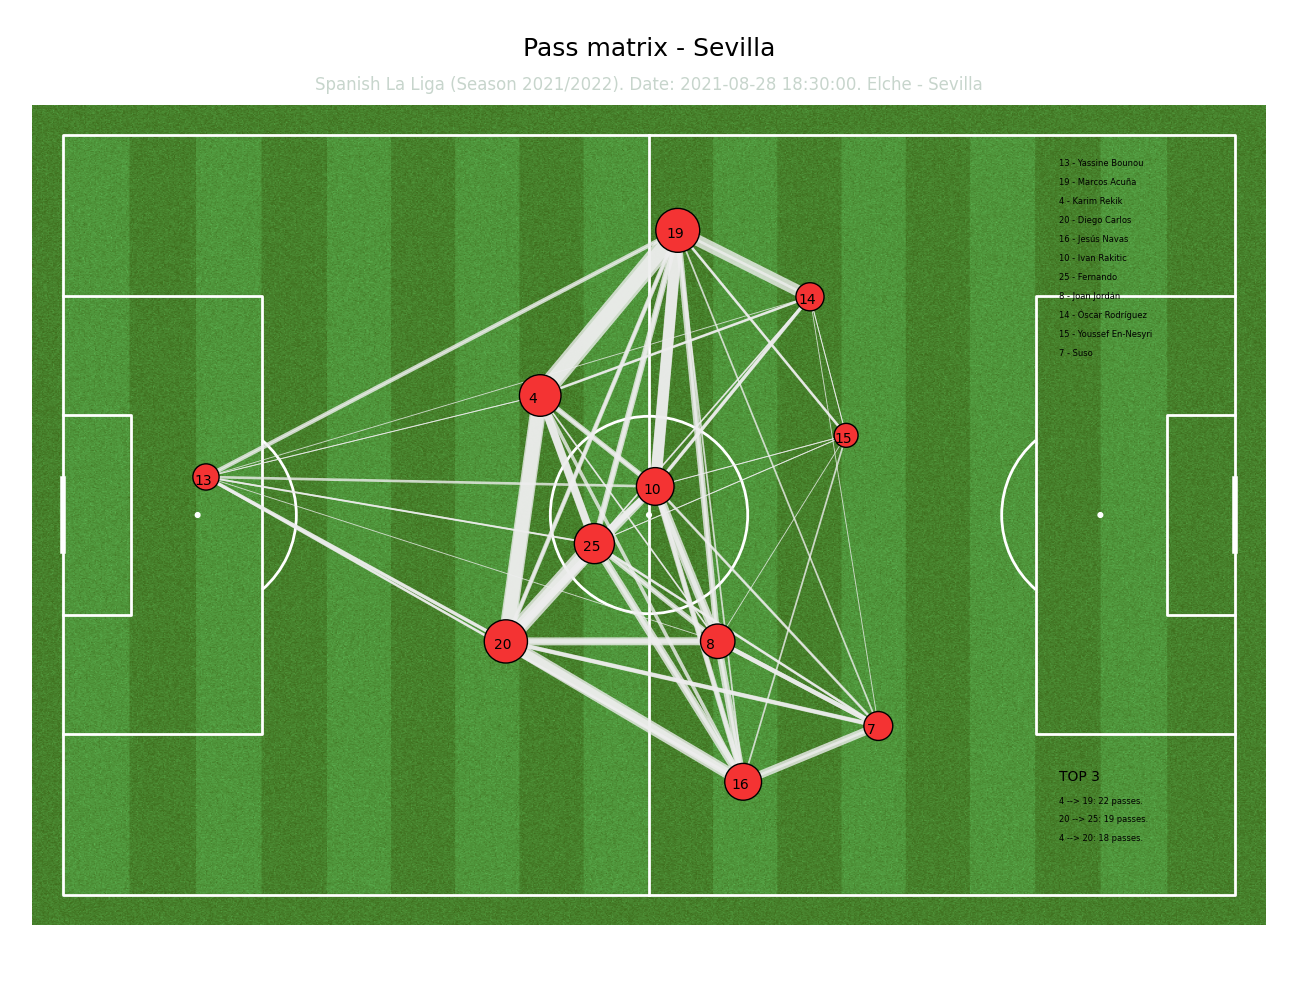 Pass matrix - Sevilla
Spanish La Liga (Season 2021/2022). Date: 2021-08-28 18:30:00. Elche - Sevilla
13 - Yassine Bounou
19 - Marcos Acuña
4 - Karim Rekik
20 - Diego Carlos
16 - Jesús Navas
10 - Ivan Rakitic
25 - Fernando
8 - Joan Jordán
14 - Óscar Rodríguez
15 - Youssef En-Nesyri
7 - Suso
19
14
4
15
13
10
25
20
8
7
16
TOP 3
4 --> 19: 22 passes.
20 --> 25: 19 passes.
4 --> 20: 18 passes.